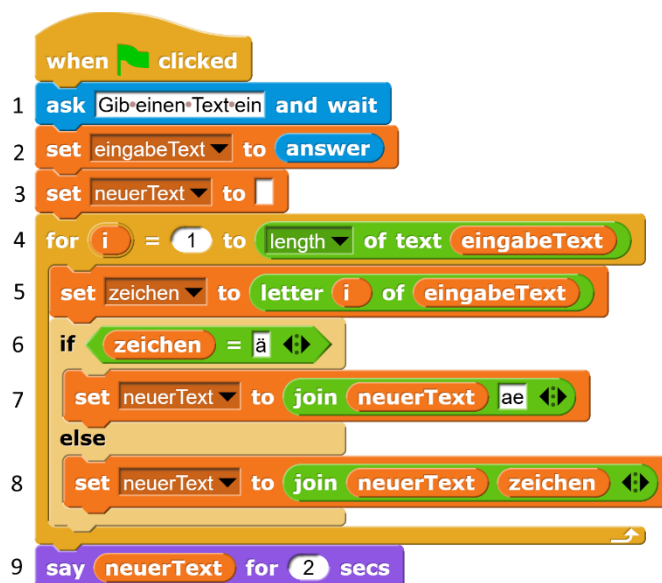 when clicked
1 ask Gib einen Text ein and wait
2 set eingabeText to answer
3 set neuerText to
4 for i = 1 to length of text eingabeText
5 set zeichen to letter i of eingabeText
6 if zeichen = ä
7 set neuerText to join neuerText ae
else
8 set neuerText to join neuerText zeichen
9 say neuerText for 2 secs